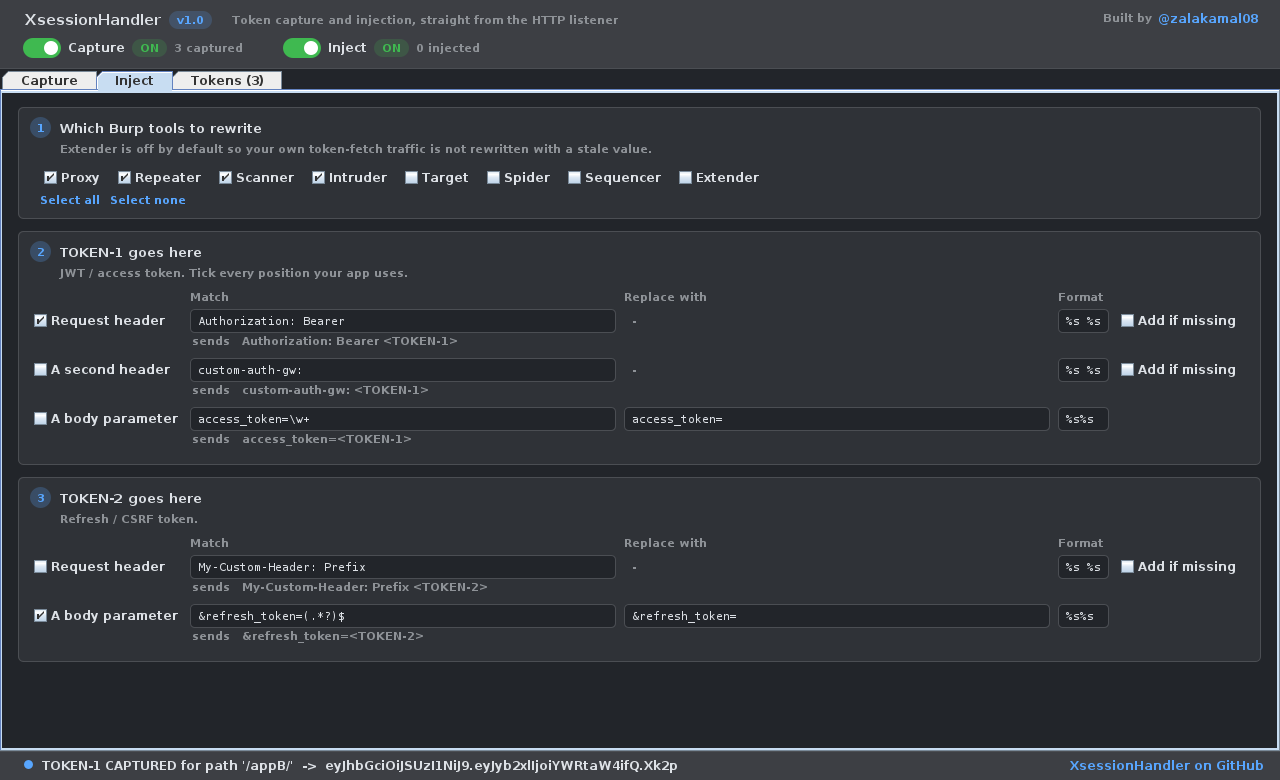 XsessionHandler v1.0 Token capture and injection, straight from the HTTP listener Built by @zalakamal08
Capture ON 3 captured Inject ON 0 injected
Capture Inject Tokens (3)
1 Which Burp tools to rewrite
Extender is off by default so your own token-fetch traffic is not rewritten with a stale value.
Proxy Repeater Scanner Intruder Target Spider Sequencer Extender
Select all Select none
2 TOKEN-1 goes here
JWT / access token. Tick every position your app uses.
Match Replace with Format
Request header Authorization: Bearer - %s %s Add if missing
sends Authorization: Bearer <TOKEN-1>
A second header custom-auth-gw: - %s %s Add if missing
sends custom-auth-gw: <TOKEN-1>
A body parameter access_token=\w+ access_token= %s%s
sends access_token=<TOKEN-1>
3 TOKEN-2 goes here
Refresh / CSRF token.
Match Replace with Format
Request header My-Custom-Header: Prefix - %s %s Add if missing
sends My-Custom-Header: Prefix <TOKEN-2>
A body parameter &refresh_token=(.*?)$ &refresh_token= %s%s
sends &refresh_token=<TOKEN-2>
TOKEN-1 CAPTURED for path '/appB/' -> eyJhbGciOiJSUzI1NiJ9.eyJyb2xlIjoiYWRtaW4ifQ.Xk2p XsessionHandler on GitHub